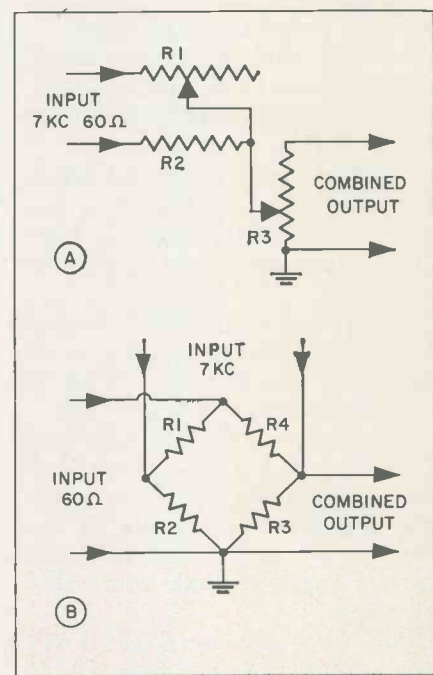 R1
INPUT
7KC 60Ω
R2
R3
COMBINED
OUTPUT
A
INPUT
7KC
R1
R4
INPUT
60Ω
R2
R3
COMBINED
OUTPUT
B